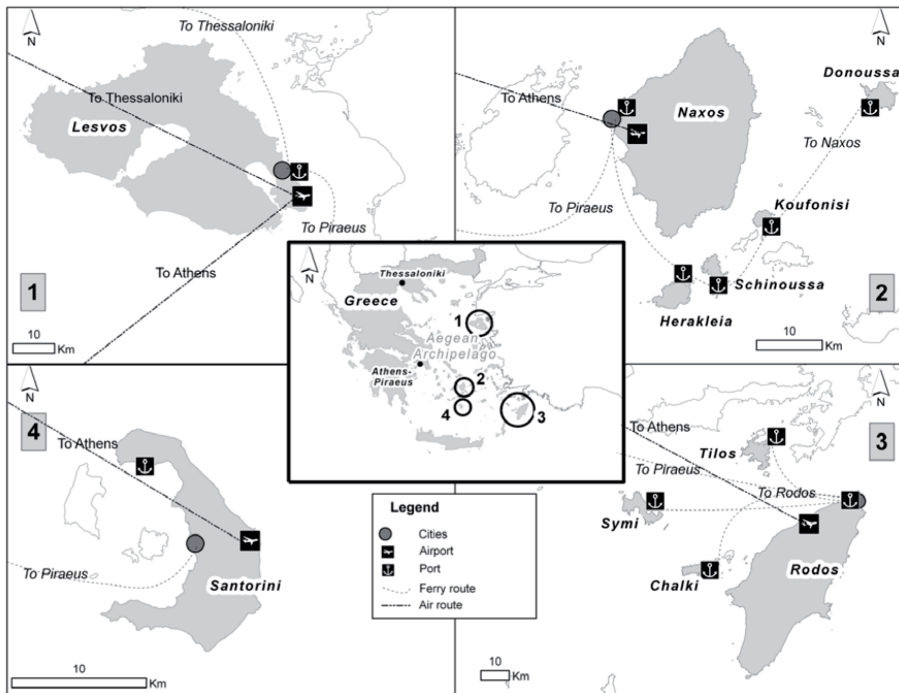 N
To Thessaloniki
To Thessaloniki
Lesvos
To Piraeus
To Athens
1
10
Km
N
Donoussa
To Athens
Naxos
To Naxos
Koufonisi
To Piraeus
Schinoussa
Herakleia
2
10
Km
N
Thessaloniki
Greece
1
Aegean
Archipelago
Athens-
Piraeus
2
4
3
4
To Athens
N
To Piraeus
Santorini
10
Km
Legend
Cities
Airport
Port
Ferry route
Air route
N
To Athens
Tilos
3
To Piraeus
To Rodos
Symi
Chalki
Rodos
10
Km